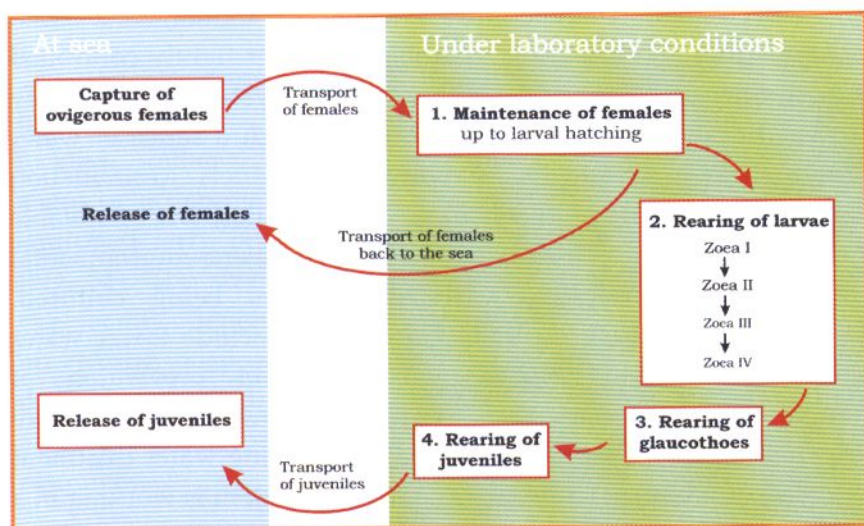 At sea
Under laboratory conditions
Capture of
ovigerous females
Transport
of females
1. Maintenance of females
up to larval hatching
Release of females
Transport of females
back to the sea
2. Rearing of larvae
Zoea I
Zoea II
Zoea III
Zoea IV
3. Rearing of
glaucothoes
4. Rearing of
juveniles
Transport
of juveniles
Release of juveniles